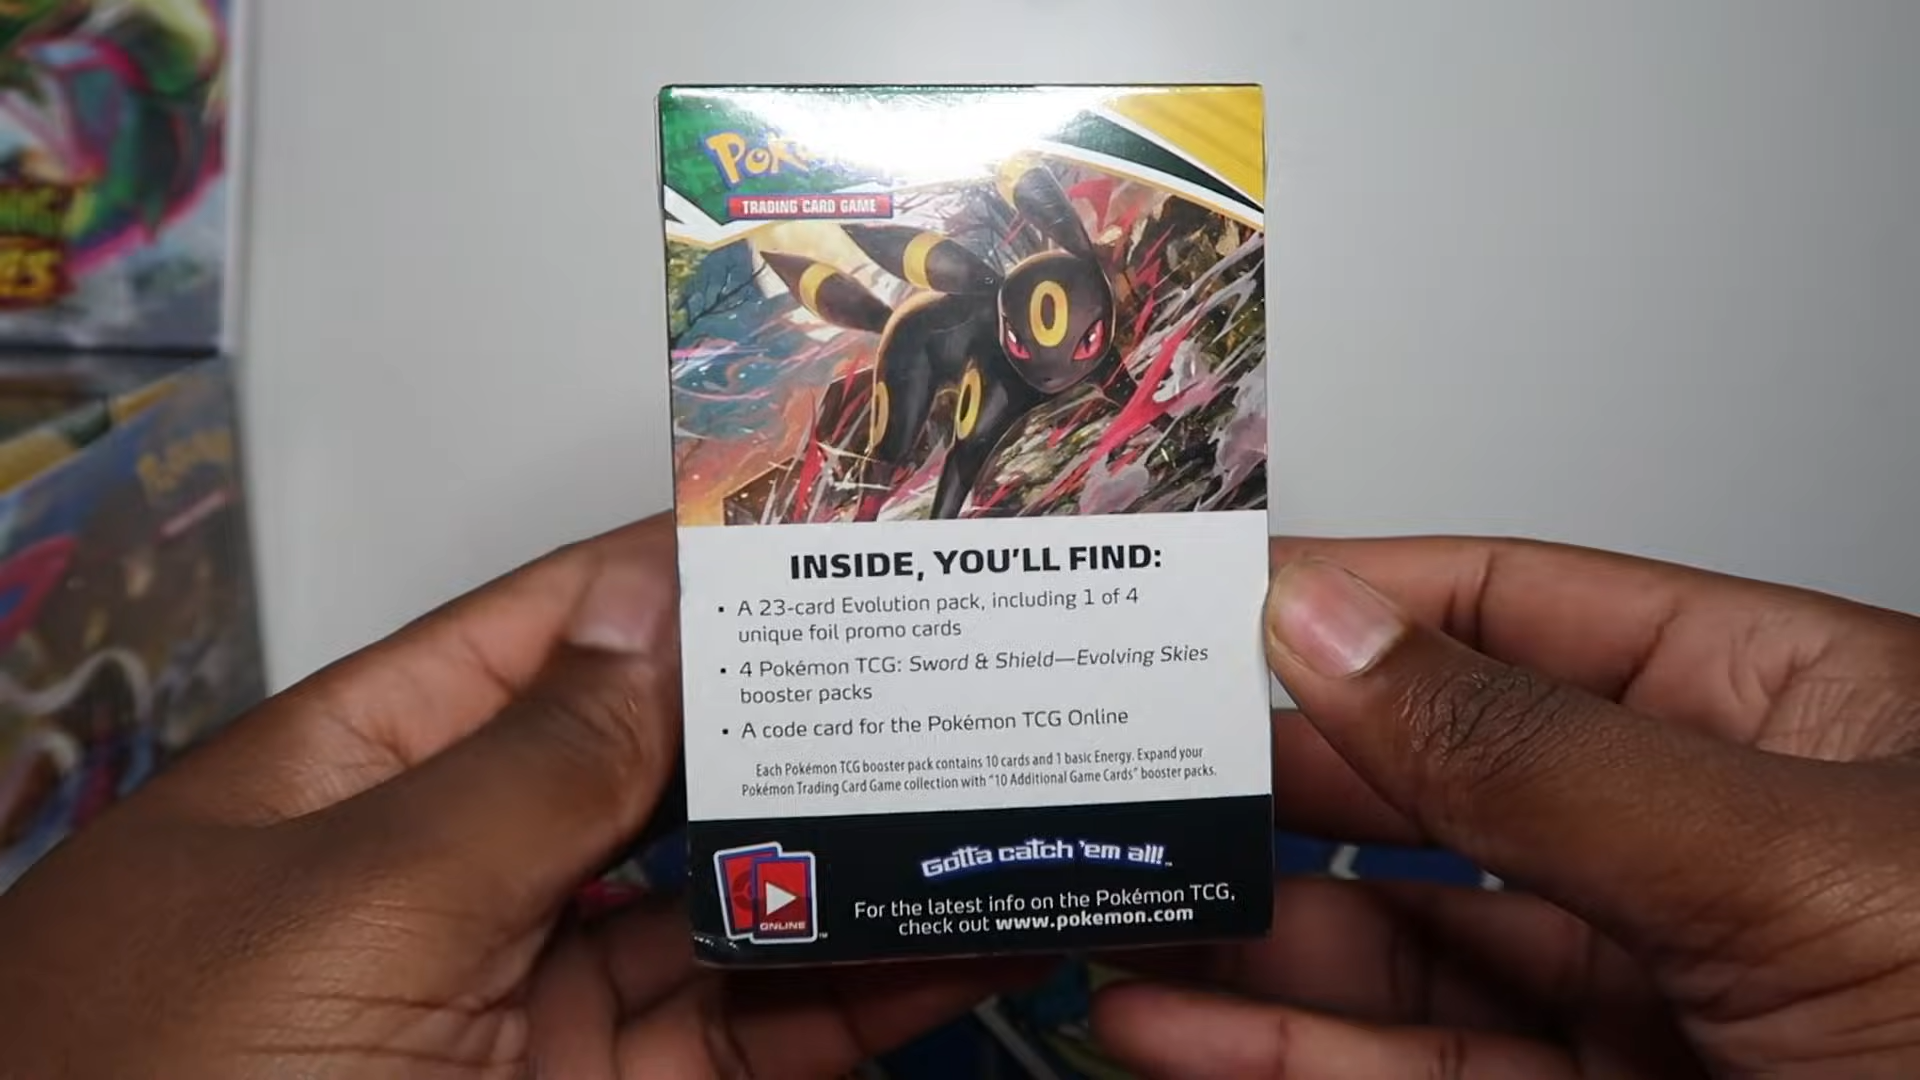 TRADING CARD GAME
INSIDE, YOU'LL FIND:
• A 23-card Evolution pack, including 1 of 4
unique foil promo cards
• 4 Pokémon TCG: Sword & Shield—Evolving Skies
booster packs
• A code card for the Pokémon TCG Online
Each Pokémon TCG booster pack contains 10 cards and 1 basic Energy. Expand your
Pokémon Trading Card Game collection with "10 Additional Game Cards" booster packs.
Gotta catch 'em all!™
ONLINE™
For the latest info on the Pokémon TCG,
check out www.pokemon.com